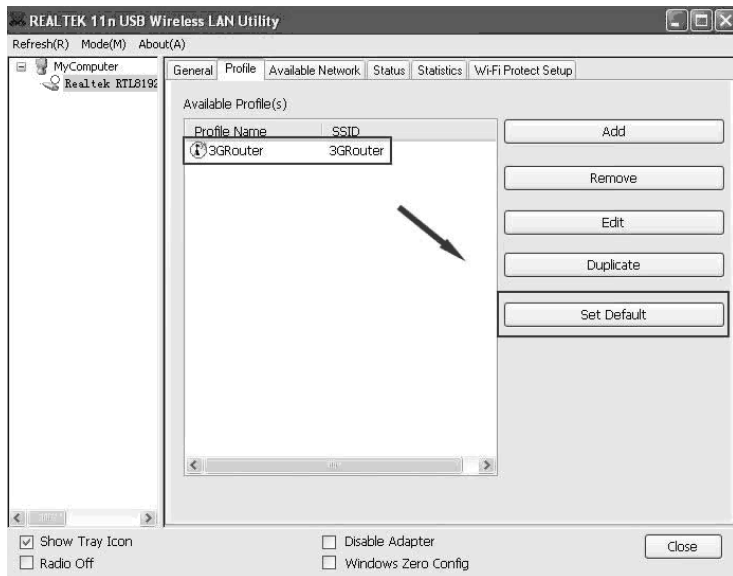 REALTEK 11n USB Wireless LAN Utility
Refresh(R) Mode(M) About(A)
MyComputer
Realtek RTL8192
General Profile Available Network Status Statistics Wi-Fi Protect Setup
Available Profile(s)
Profile Name SSID
3GRouter 3GRouter
Add
Remove
Edit
Duplicate
Set Default
Show Tray Icon
Radio Off
Disable Adapter
Windows Zero Config
Close